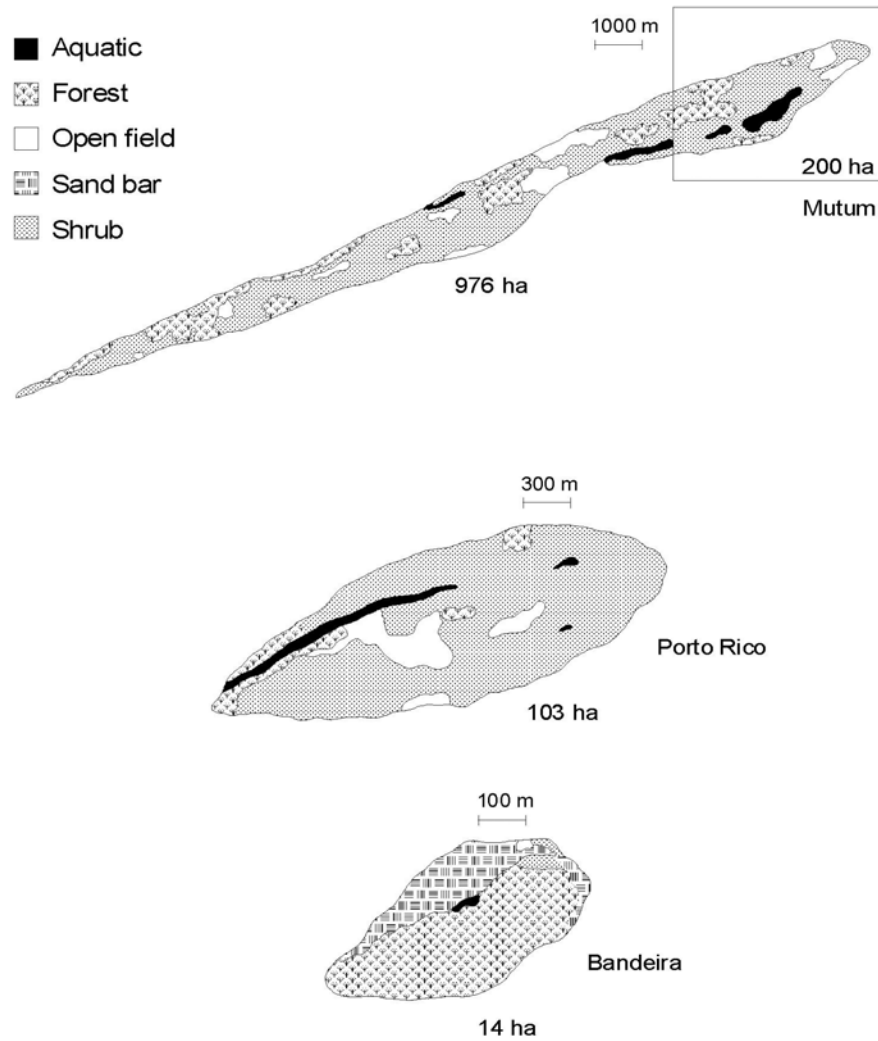 Aquatic
Forest
Open field
Sand bar
Shrub
1000 m
200 ha
Mutum
976 ha
300 m
Porto Rico
103 ha
100 m
Bandeira
14 ha